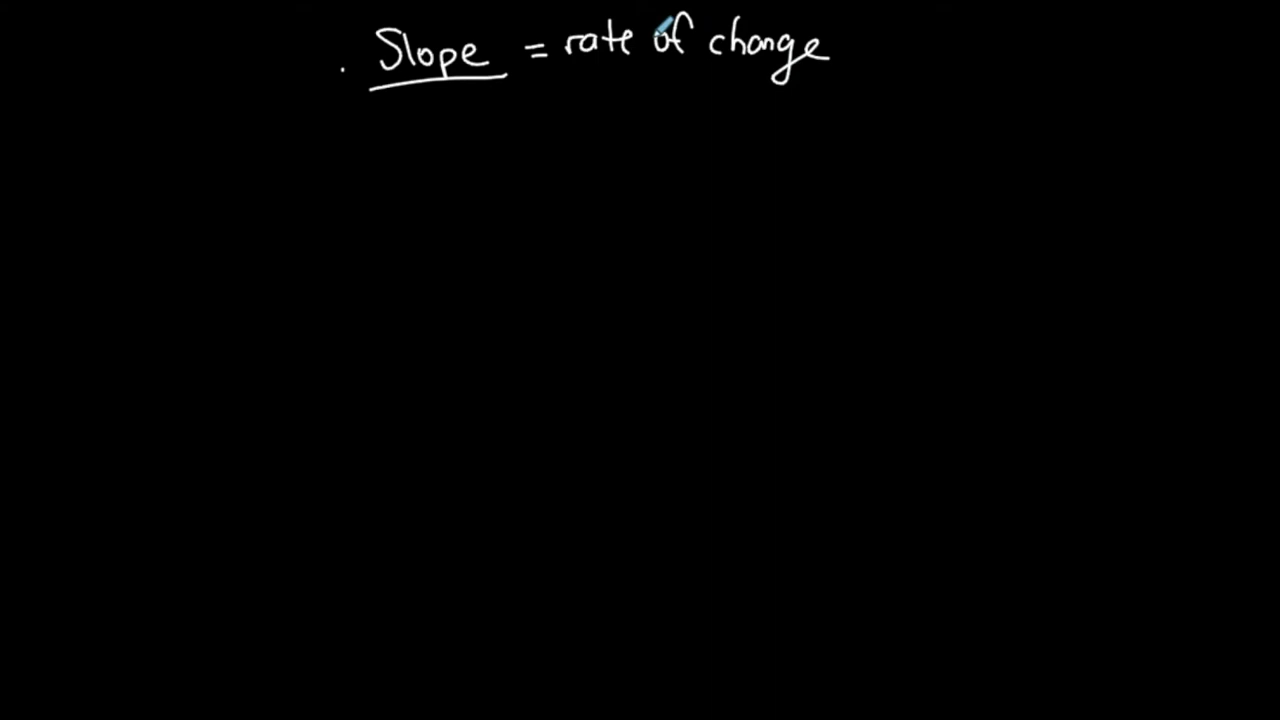 Slope = rate of change